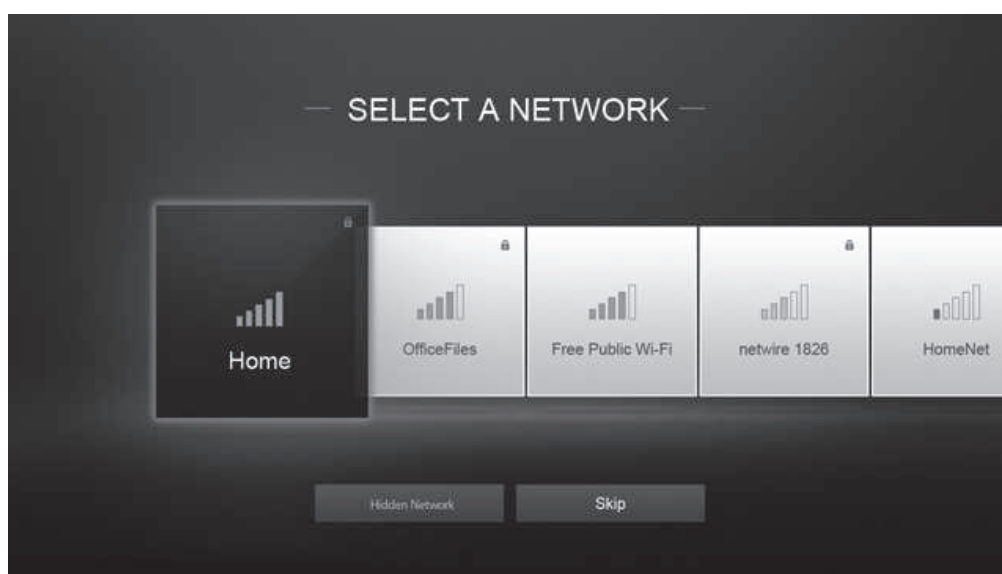 SELECT A NETWORK
Home
OfficeFiles
Free Public Wi-Fi
netwire 1826
HomeNet
Hidden Network
Skip